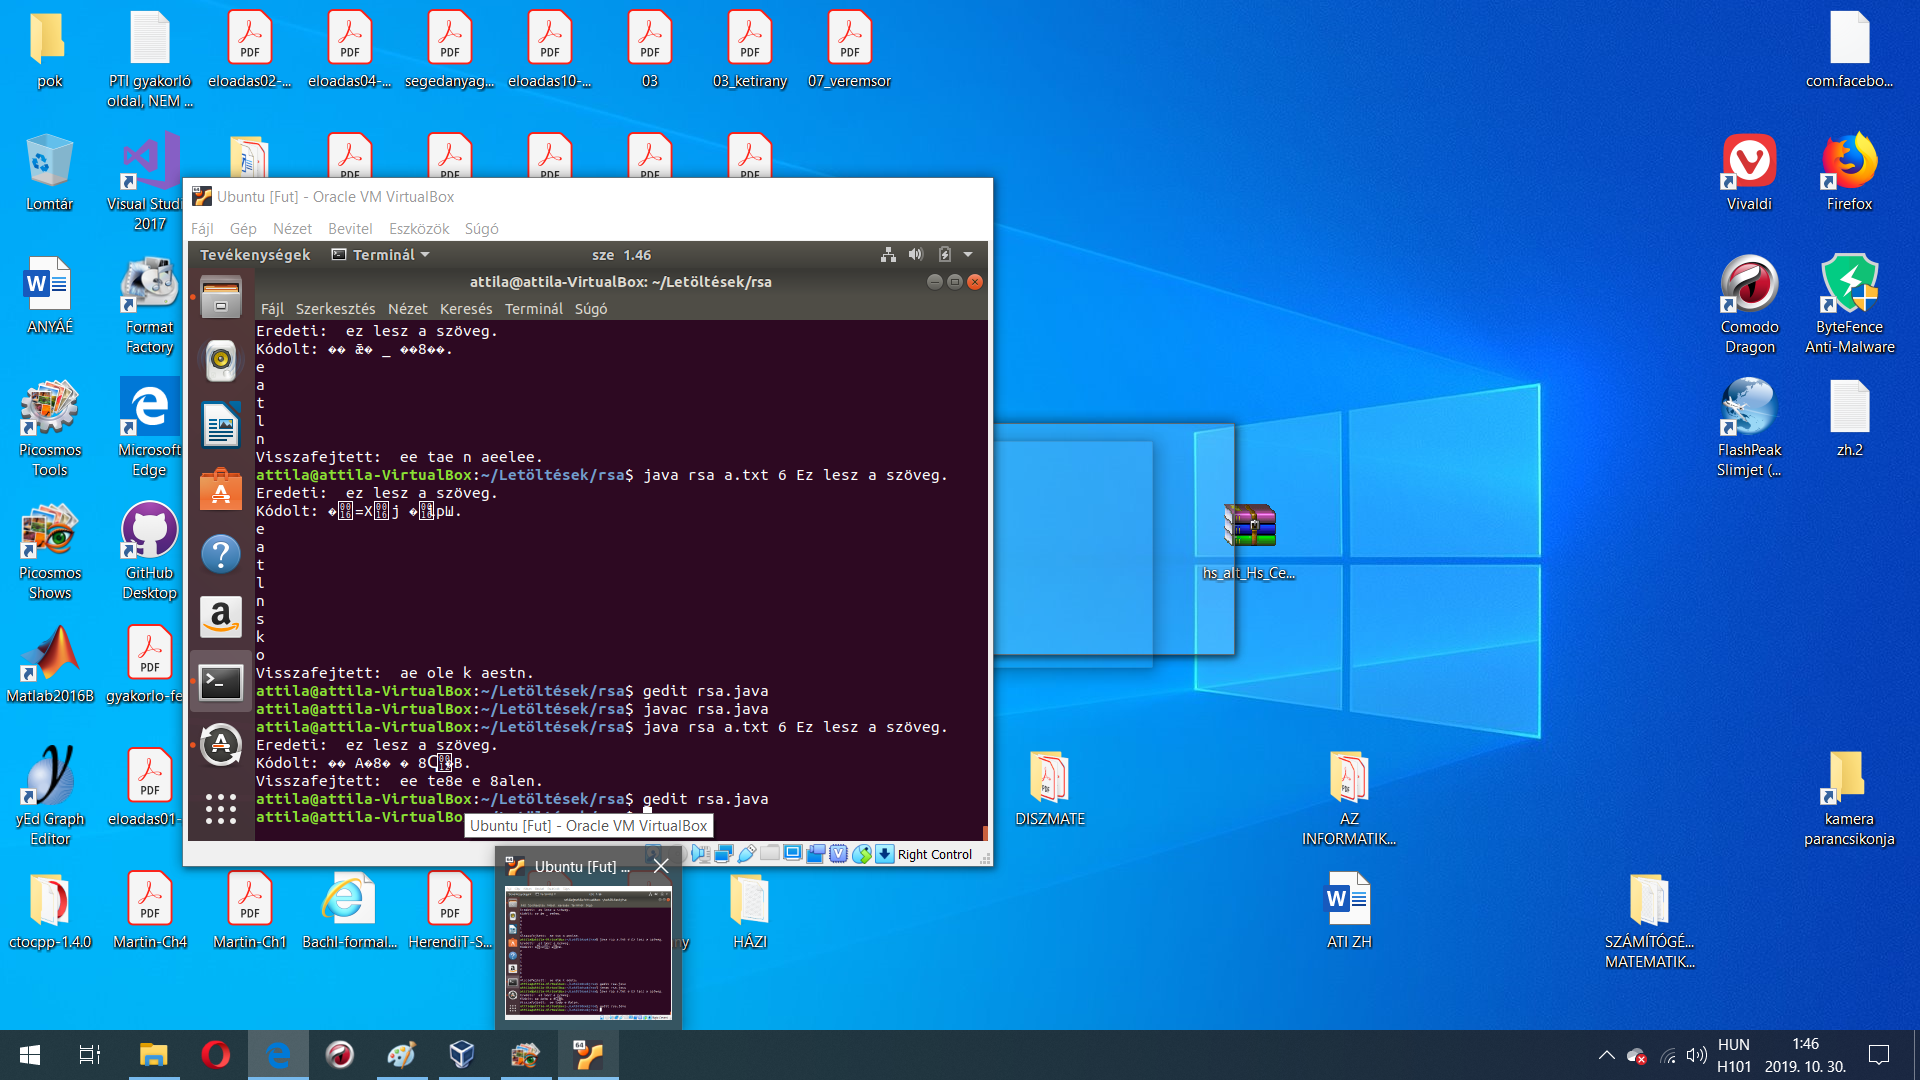 pok
PTI gyakorló
oldal, NEM ...
eloadas02-...
eloadas04-...
segedanyag...
eloadas10-...
03
03_ketirany
07_veremsor
com.facebo...
Lomtár
Visual Studi
2017
Vivaldi
Firefox
Ubuntu [Fut] - Oracle VM VirtualBox
Fájl Gép Nézet Bevitel Eszközök Súgó
Tevékenységek Terminál sze 1.46
attila@attila-VirtualBox: ~/Letöltések/rsa
Fájl Szerkesztés Nézet Keresés Terminál Súgó
Eredeti:  ez lesz a szöveg.
Kódolt: �� ǣ� _ ��8��.
e
a
t
l
n
Visszafejtett:  ee tae n aeelee.
attila@attila-VirtualBox:~/Letöltések/rsa$ java rsa a.txt 6 Ez lesz a szöveg.
Eredeti:  ez lesz a szöveg.
Kódolt:
e
a
t
l
n
s
k
o
Visszafejtett:  ae ole k aestn.
attila@attila-VirtualBox:~/Letöltések/rsa$ gedit rsa.java
attila@attila-VirtualBox:~/Letöltések/rsa$ javac rsa.java
attila@attila-VirtualBox:~/Letöltések/rsa$ java rsa a.txt 6 Ez lesz a szöveg.
Eredeti:  ez lesz a szöveg.
Kódolt: �� A�8� � 8C
Visszafejtett:  ee te8e e 8alen.
attila@attila-VirtualBox:~/Letöltések/rsa$ gedit rsa.java
attila@attila-VirtualBo
Ubuntu [Fut] - Oracle VM VirtualBox
Right Control
Ubuntu [Fut] ...
ANYÁÉ
Format
Factory
Comodo
Dragon
ByteFence
Anti-Malware
Picosmos
Tools
Microsoft
Edge
FlashPeak
Slimjet (...
zh.2
Picosmos
Shows
GitHub
Desktop
hs_alt_Hs_Ce...
Matlab2016B
gyakorlo-fe
yEd Graph
Editor
eloadas01-
DISZMATE
AZ
INFORMATIK...
kamera
parancsikonja
ctocpp-1.4.0
Martin-Ch4
Martin-Ch1
Bachl-formal...
HerendiT-S...
ny
HÁZI
ATI ZH
SZÁMÍTÓGÉ...
MATEMATIK...
HUN
H101
1:46
2019. 10. 30.